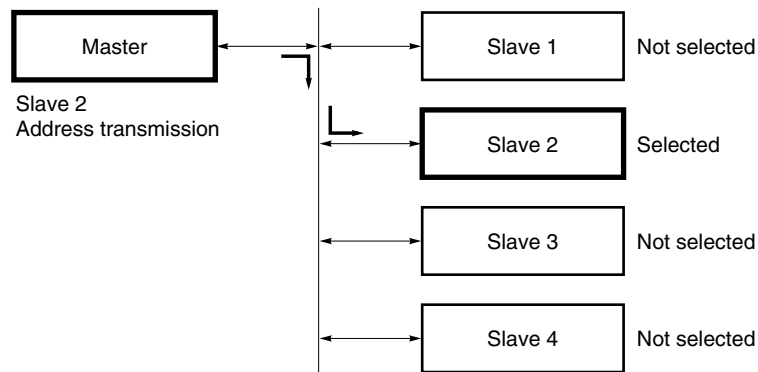 Master
Slave 1
Not selected
Slave 2
Address transmission
Slave 2
Selected
Slave 3
Not selected
Slave 4
Not selected